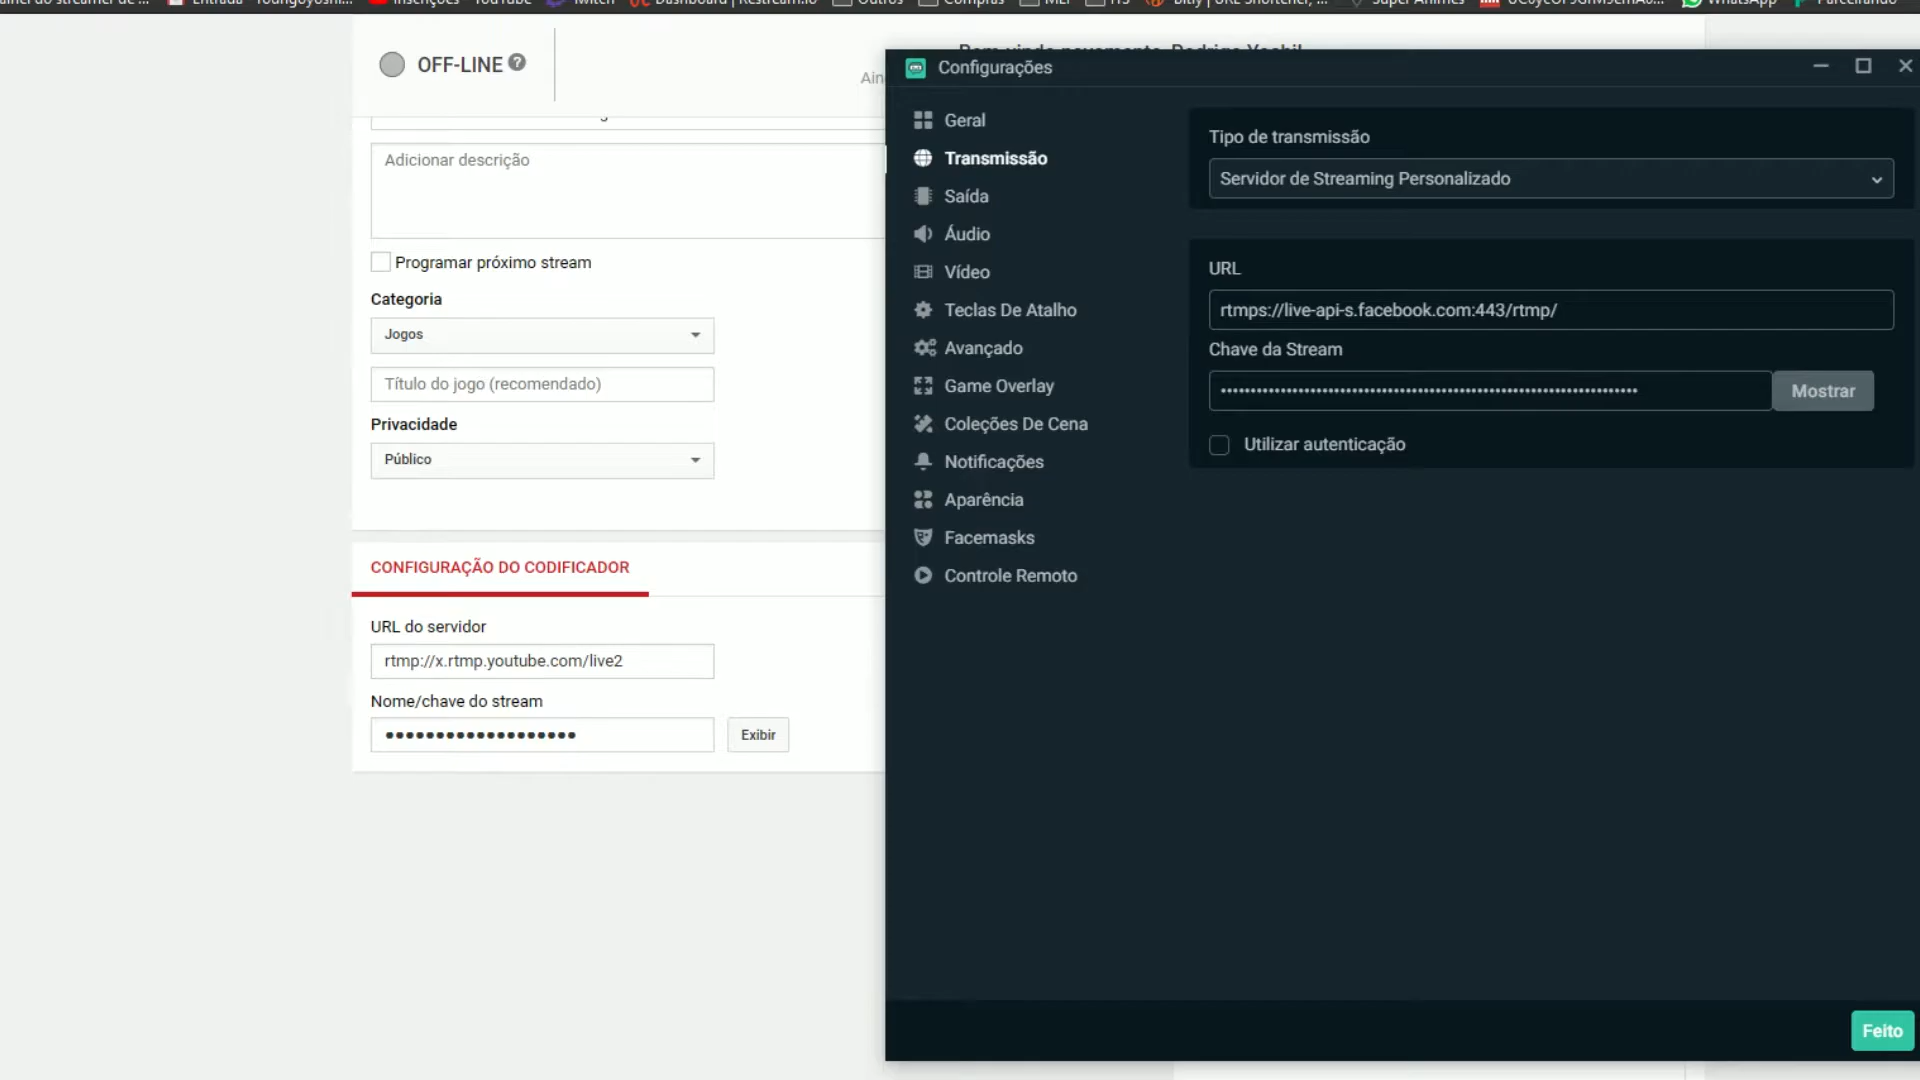 OFF-LINE
Adicionar descrição
Programar próximo stream
Categoria
Jogos
Título do jogo (recomendado)
Privacidade
Público
CONFIGURAÇÃO DO CODIFICADOR
URL do servidor
rtmp://x.rtmp.youtube.com/live2
Nome/chave do stream
●●●●●●●●●●●●●●●●●●●
Exibir
Configurações
Geral
Transmissão
Saída
Áudio
Vídeo
Teclas De Atalho
Avançado
Game Overlay
Coleções De Cena
Notificações
Aparência
Facemasks
Controle Remoto
Tipo de transmissão
Servidor de Streaming Personalizado
URL
rtmps://live-api-s.facebook.com:443/rtmp/
Chave da Stream
Mostrar
Utilizar autenticação
Feito